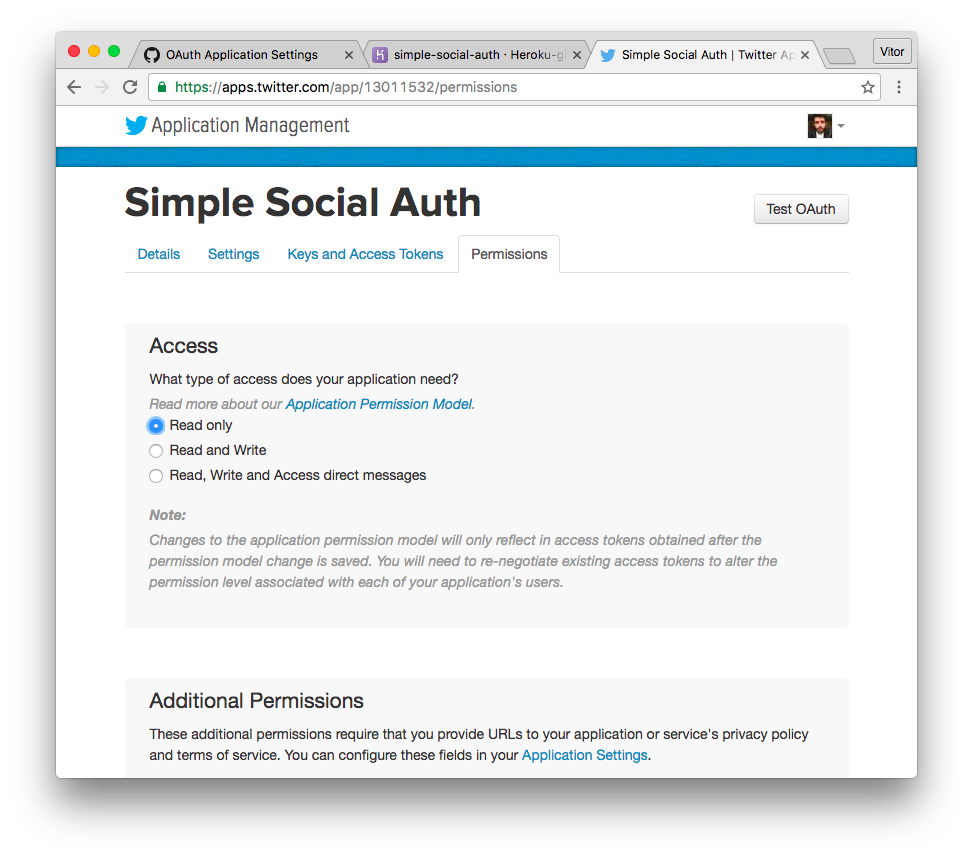 OAuth Application Settings
simple-social-auth · Heroku-gi
Simple Social Auth | Twitter Ap
Vitor
https://apps.twitter.com/app/13011532/permissions
Application Management
Simple Social Auth
Test OAuth
Details
Settings
Keys and Access Tokens
Permissions
Access
What type of access does your application need?
Read more about our Application Permission Model.
Read only
Read and Write
Read, Write and Access direct messages
Note:
Changes to the application permission model will only reflect in access tokens obtained after the
permission model change is saved. You will need to re-negotiate existing access tokens to alter the
permission level associated with each of your application's users.
Additional Permissions
These additional permissions require that you provide URLs to your application or service's privacy policy
and terms of service. You can configure these fields in your Application Settings.